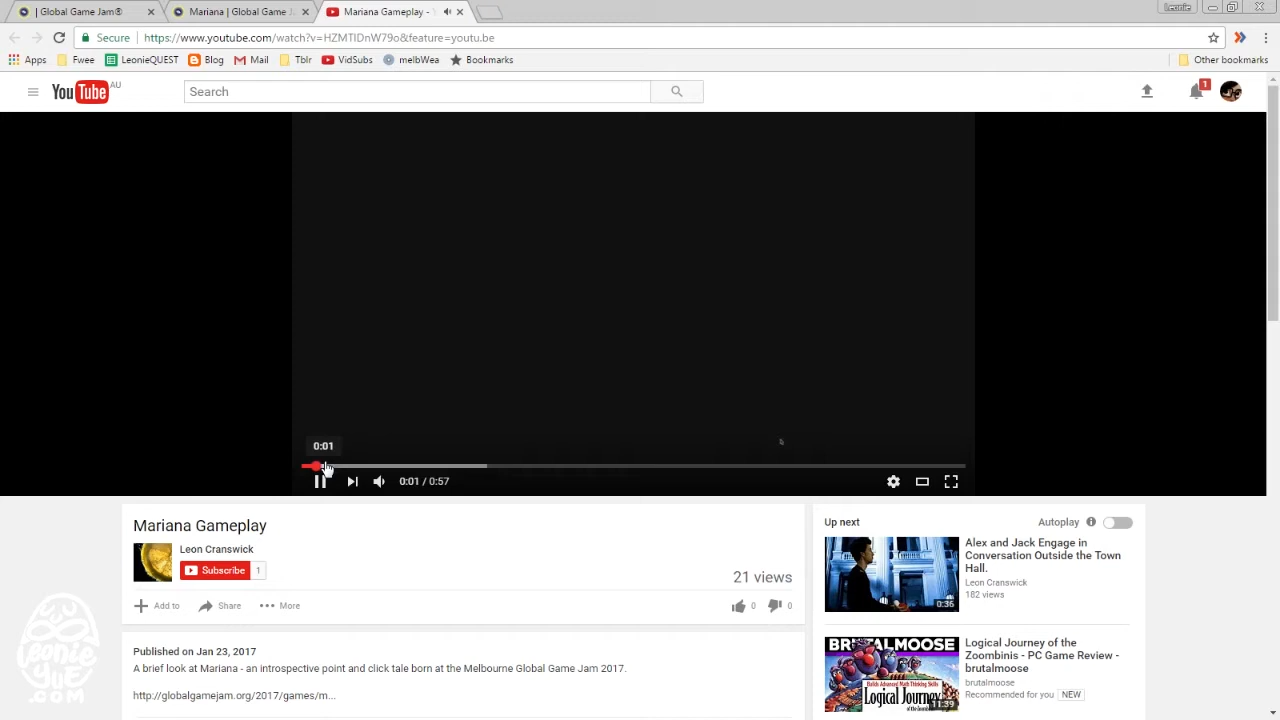 | Global Game Jam®
Mariana | Global Game J
Mariana Gameplay -
Secure
https://www.youtube.com/watch?v=HZMTIDnW79o&feature=youtu.be
Apps
Fwee
LeonieQUEST
Blog
Mail
Tblr
VidSubs
melbWea
Bookmarks
Other bookmarks
YouTube AU
Search
1
0:01
0:01 / 0:57
Mariana Gameplay
Leon Cranswick
Subscribe 1
21 views
Add to
Share
More
0
0
Published on Jan 23, 2017
A brief look at Mariana - an introspective point and click tale born at the Melbourne Global Game Jam 2017.
http://globalgamejam.org/2017/games/m...
Up next
Autoplay
Alex and Jack Engage in
Conversation Outside the Town
Hall.
Leon Cranswick
182 views
0:36
BRUTALMOOSE
Logical Journey
11:39
Logical Journey of the
Zoombinis - PC Game Review -
brutalmoose
brutalmoose
Recommended for you NEW
Leonie
Yue
.COM